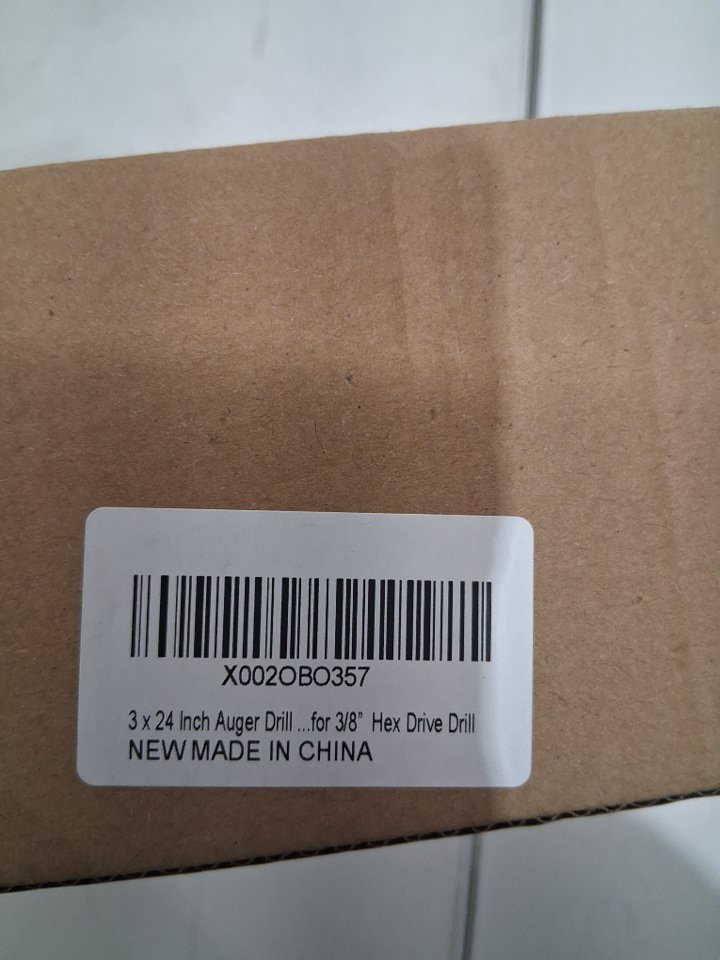 X002OBO357
3 x 24 Inch Auger Drill ...for 3/8” Hex Drive Drill
NEW MADE IN CHINA